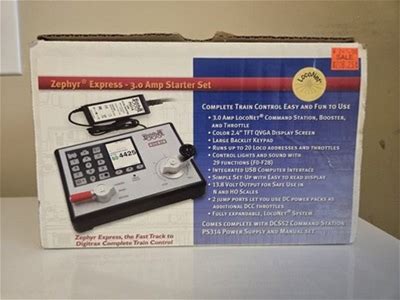 SALE
Zephyr® Express - 3.0 Amp Starter Set
LocoNet
COMPLETE TRAIN CONTROL EASY AND FUN TO USE
• 3.0 AMP LOCONET® COMMAND STATION, BOOSTER,
AND THROTTLE
• COLOR 2.4" TFT QVGA DISPLAY SCREEN
• LARGE BACKLIT KEYPAD
• RUNS UP TO 20 LOCO ADDRESSES AND THROTTLES
• CONTROL LIGHTS AND SOUND WITH
29 FUNCTIONS (F0-F28)
• INTEGRATED USB COMPUTER INTERFACE
• SIMPLE SET UP WITH EASY TO READ DISPLAY
• 13.8 VOLT OUTPUT FOR SAFE USE IN
N AND HO SCALES
• 2 JUMP PORTS LET YOU USE DC POWER PACKS AS
ADDITIONAL DCC THROTTLES
• FULLY EXPANDABLE, LOCONET® SYSTEM
COMES COMPLETE WITH DCS52 COMMAND STATION
PS314 POWER SUPPLY AND MANUAL SET
4425
Zephyr Express, the Fast Track to
Digitrax Complete Train Control